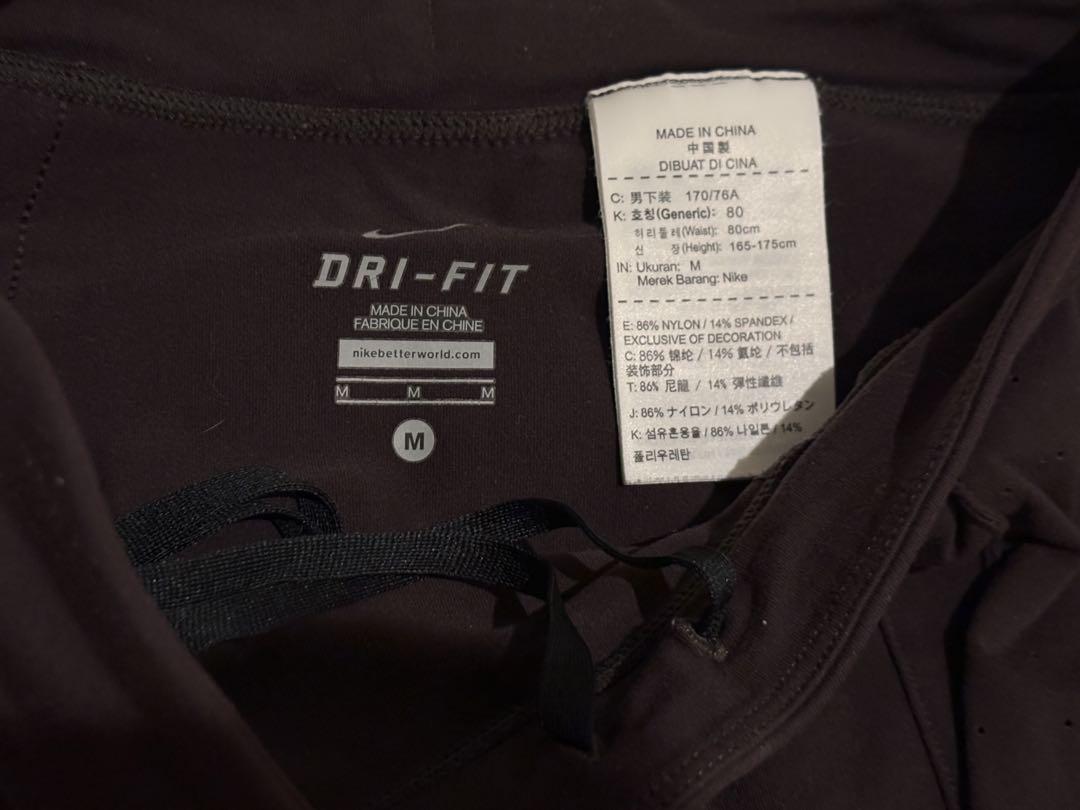 DRI-FIT
MADE IN CHINA
FABRIQUE EN CHINE
nikebetterworld.com
M M M
M
MADE IN CHINA
中国製
DIBUAT DI CINA
C: 男下装 170/76A
K: 호칭(Generic): 80
허리둘레(Waist): 80cm
신 장(Height): 165-175cm
IN: Ukuran: M
Merek Barang: Nike
E: 86% NYLON / 14% SPANDEX /
EXCLUSIVE OF DECORATION
C: 86% 锦纶 / 14% 氨纶 / 不包括
装饰部分
T: 86% 尼龍 / 14% 彈性纖維
J: 86% ナイロン / 14% ポリウレタン
K: 섬유혼용율 / 86% 나일론 / 14%
폴리우레탄